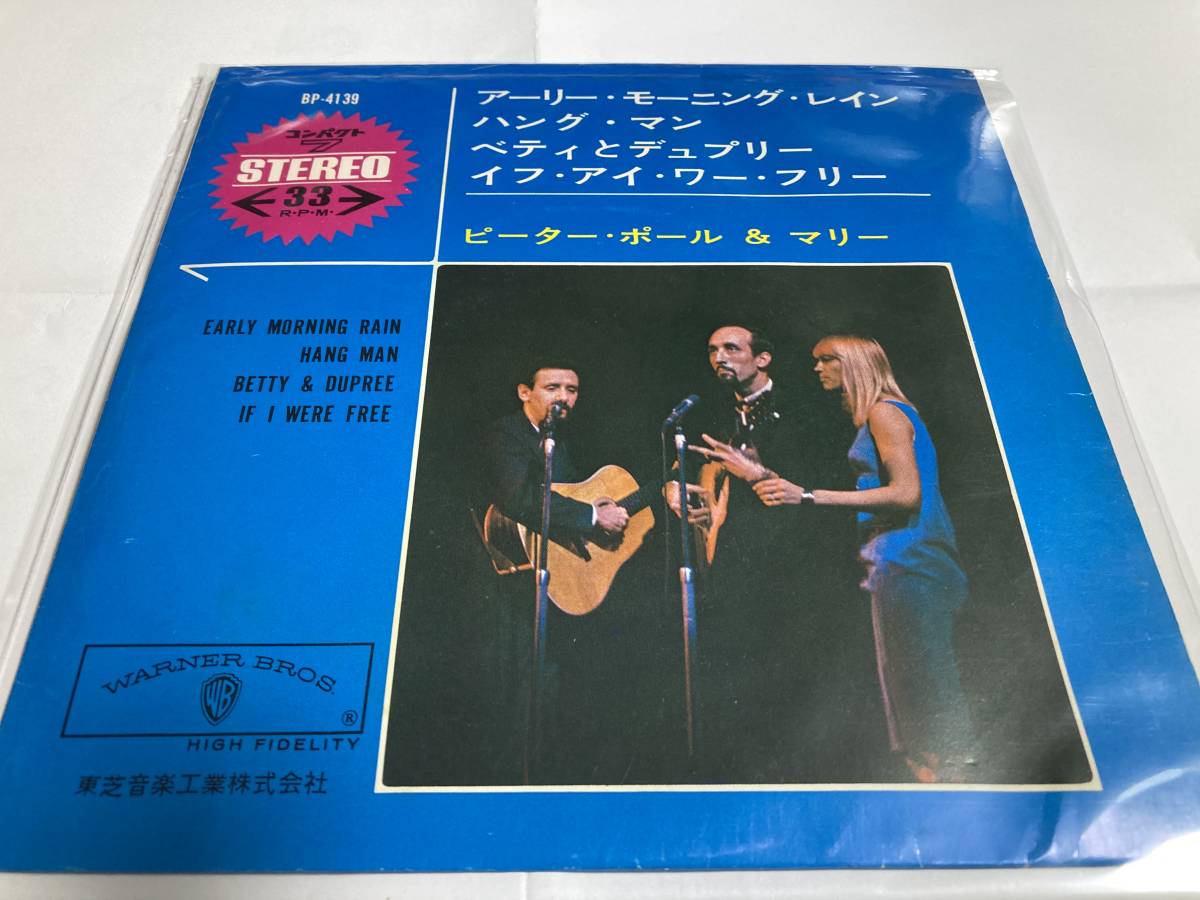 BP-4139
コンパクト
7
STEREO
33
R・P・M・
アーリー・モーニング・レイン
ハング・マン
ベティとデュプリー
イフ・アイ・ワー・フリー
ピーター・ポール & マリー
EARLY MORNING RAIN
HANG MAN
BETTY & DUPREE
IF I WERE FREE
WARNER BROS.
WB
®
HIGH FIDELITY
東芝音楽工業株式会社